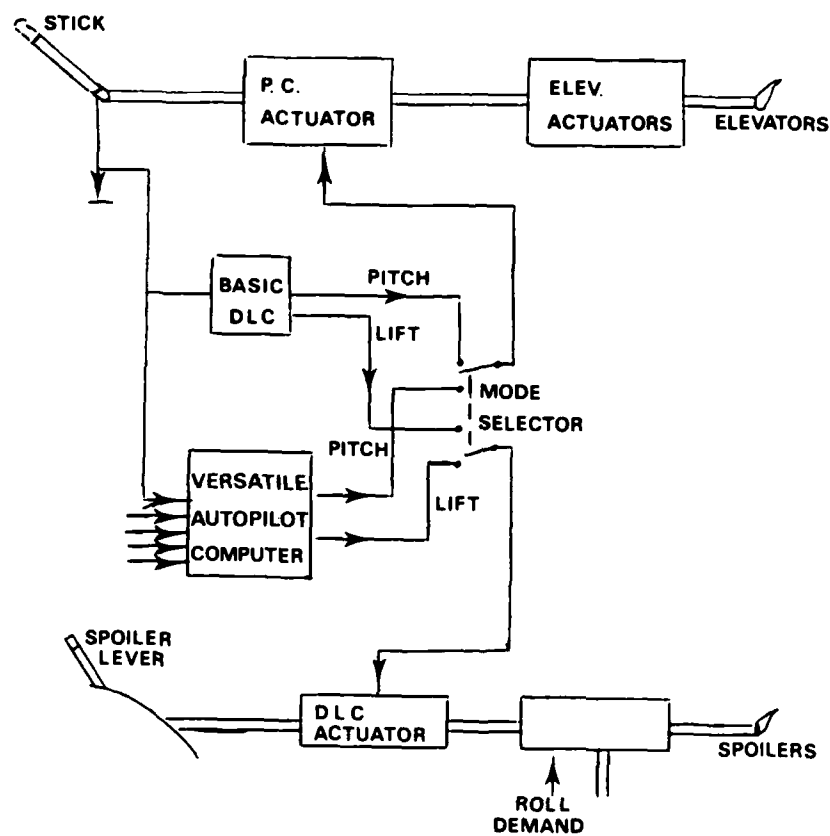 STICK
P.C.
ACTUATOR
ELEV.
ACTUATORS
ELEVATORS
BASIC
DLC
PITCH
LIFT
MODE
SELECTOR
PITCH
VERSATILE
AUTOPILOT
COMPUTER
LIFT
SPOILER
LEVER
DLC
ACTUATOR
SPOILERS
ROLL
DEMAND